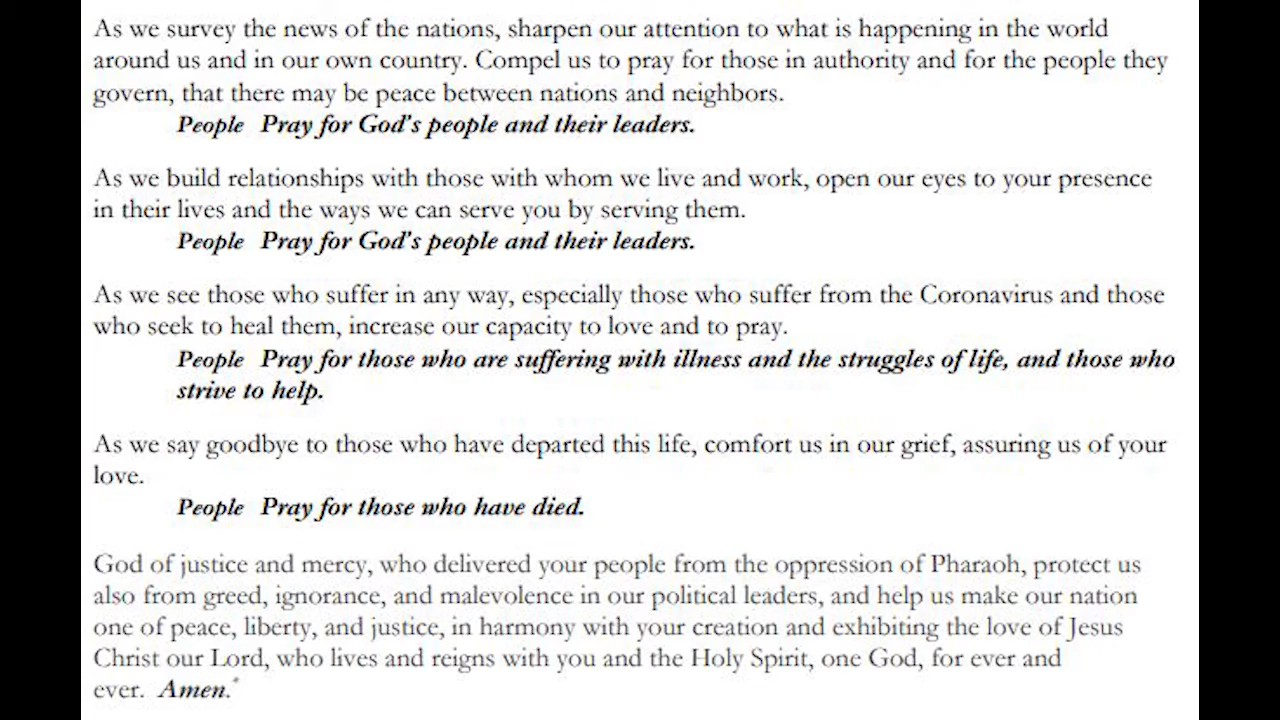 As we survey the news of the nations, sharpen our attention to what is happening in the world
around us and in our own country. Compel us to pray for those in authority and for the people they
govern, that there may be peace between nations and neighbors.
People Pray for God's people and their leaders.
As we build relationships with those with whom we live and work, open our eyes to your presence
in their lives and the ways we can serve you by serving them.
People Pray for God's people and their leaders.
As we see those who suffer in any way, especially those who suffer from the Coronavirus and those
who seek to heal them, increase our capacity to love and to pray.
People Pray for those who are suffering with illness and the struggles of life, and those who
strive to help.
As we say goodbye to those who have departed this life, comfort us in our grief, assuring us of your
love.
People Pray for those who have died.
God of justice and mercy, who delivered your people from the oppression of Pharaoh, protect us
also from greed, ignorance, and malevolence in our political leaders, and help us make our nation
one of peace, liberty, and justice, in harmony with your creation and exhibiting the love of Jesus
Christ our Lord, who lives and reigns with you and the Holy Spirit, one God, for ever and
ever. Amen.*